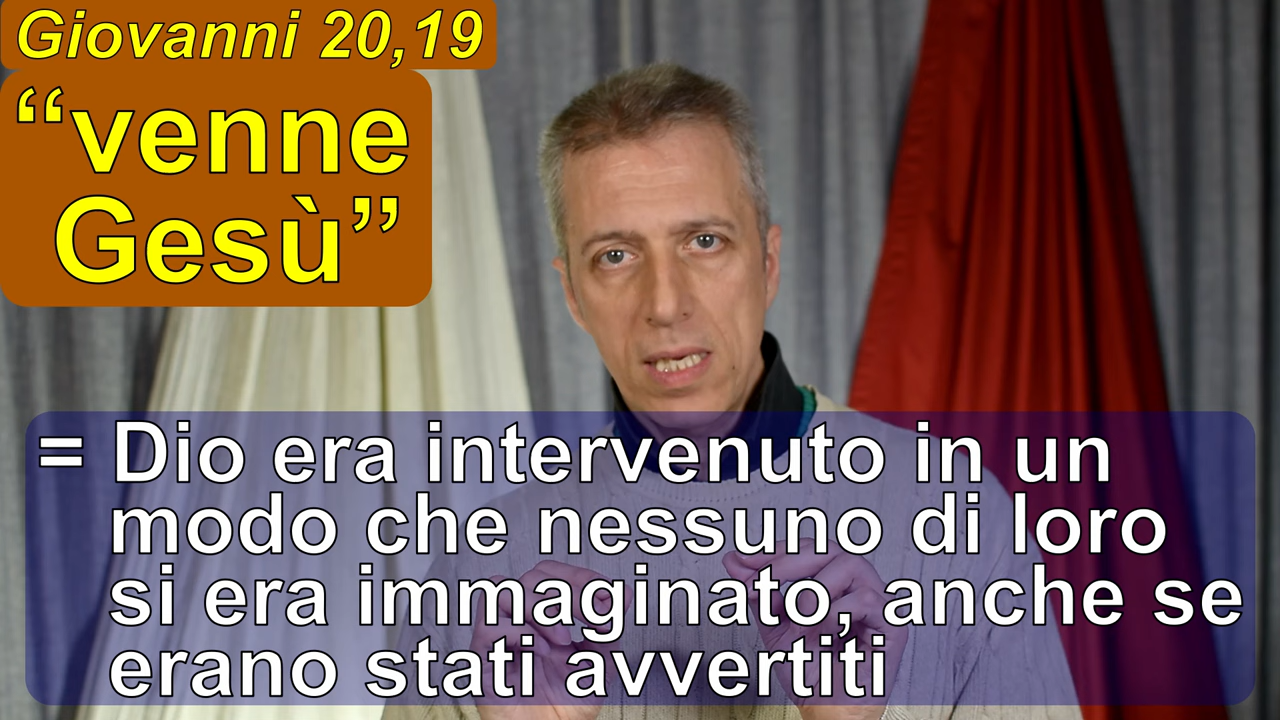 Giovanni 20,19
“venne
Gesù”
= Dio era intervenuto in un
modo che nessuno di loro
si era immaginato, anche se
erano stati avvertiti